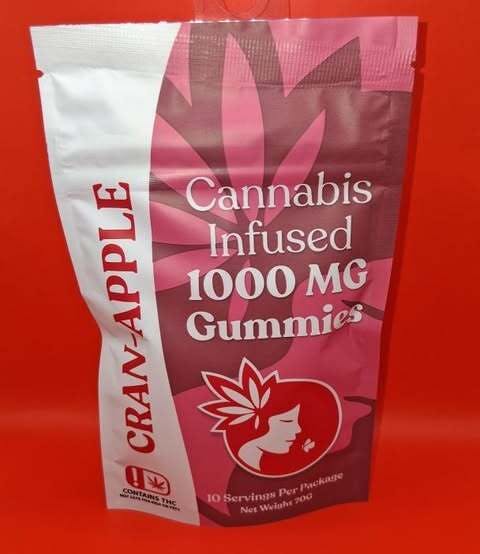 CRAN-APPLE
Cannabis
Infused
1000 MG
Gummies
CONTAINS THC
10 Servings Per Package
Net Weight 70G